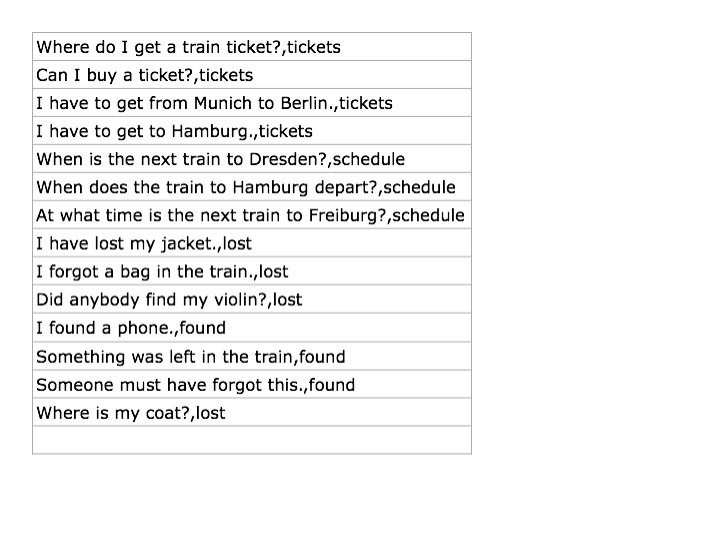 Where do I get a train ticket?,tickets
Can I buy a ticket?,tickets
I have to get from Munich to Berlin.,tickets
I have to get to Hamburg.,tickets
When is the next train to Dresden?,schedule
When does the train to Hamburg depart?,schedule
At what time is the next train to Freiburg?,schedule
I have lost my jacket.,lost
I forgot a bag in the train.,lost
Did anybody find my violin?,lost
I found a phone.,found
Something was left in the train,found
Someone must have forgot this.,found
Where is my coat?,lost